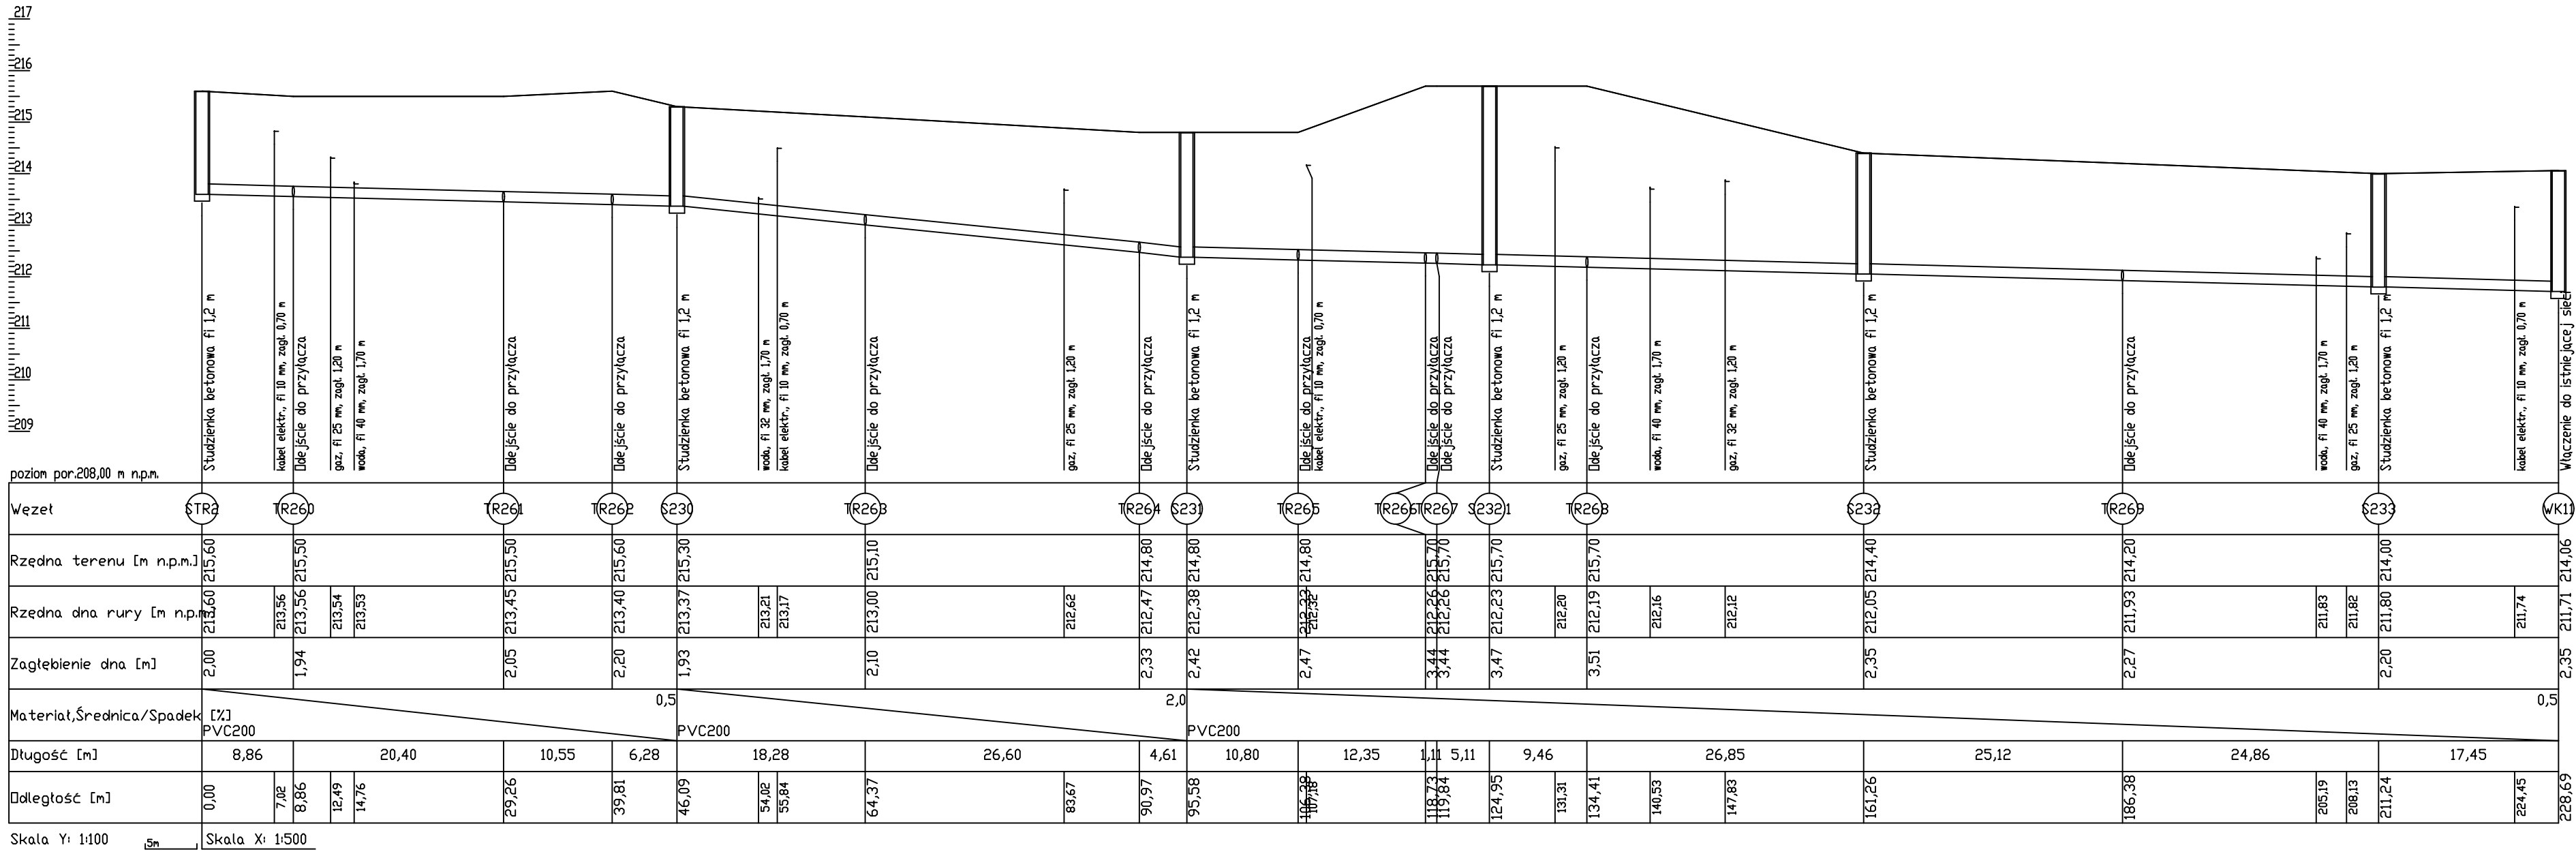 217
216
215
214
213
212
211
210
209
poziom por.208,00 m n.p.m.
Studzienka betonowa fi 1,2 m
kabel elektr., fi 10 mm, zagł. 0,70 m
Odejście do przyłącza
gaz, fi 25 mm, zagł. 1,20 m
woda, fi 40 mm, zagł. 1,70 m
Odejście do przyłącza
Odejście do przyłącza
Studzienka betonowa fi 1,2 m
woda, fi 32 mm, zagł. 1,70 m
kabel elektr., fi 10 mm, zagł. 0,70 m
Odejście do przyłącza
gaz, fi 25 mm, zagł. 1,20 m
Odejście do przyłącza
Studzienka betonowa fi 1,2 m
Odejście do przyłącza
kabel elektr., fi 10 mm, zagł. 0,70 m
Odejście do przyłącza
Odejście do przyłącza
Studzienka betonowa fi 1,2 m
gaz, fi 25 mm, zagł. 1,20 m
Odejście do przyłącza
woda, fi 40 mm, zagł. 1,70 m
gaz, fi 32 mm, zagł. 1,20 m
Studzienka betonowa fi 1,2 m
Odejście do przyłącza
woda, fi 40 mm, zagł. 1,70 m
gaz, fi 25 mm, zagł. 1,20 m
Studzienka betonowa fi 1,2 m
kabel elektr., fi 10 mm, zagł. 0,70 m
Włączenie do istniejącej sieci
Węzeł STR2 TR260 TR261 TR262 S230 TR263 TR264 S231 TR265 TR266 TR267 S2321 TR268 S232 TR269 S233 WK11
Rzędna terenu [m n.p.m.] 215,60 215,50 215,50 215,60 215,30 215,10 214,80 214,80 214,80 215,70 215,70 215,70 215,70 214,40 214,20 214,00 214,06
Rzędna dna rury [m n.p.m.] 213,60 213,56 213,56 213,54 213,53 213,45 213,40 213,37 213,21 213,17 213,00 212,62 212,47 212,38 212,33 212,32 212,26 212,26 212,23 212,20 212,19 212,16 212,12 212,05 211,93 211,83 211,82 211,80 211,74 211,71
Zagłębienie dna [m] 2,00 1,94 2,05 2,20 1,93 2,10 2,33 2,42 2,47 3,44 3,44 3,47 3,51 2,35 2,27 2,20 2,35
0,5 2,0 0,5
Materiał,Średnica/Spadek [%]
PVC200 PVC200 PVC200
Długość [m] 8,86 20,40 10,55 6,28 18,28 26,60 4,61 10,80 12,35 1,11 5,11 9,46 26,85 25,12 24,86 17,45
Odległość [m] 0,00 7,02 8,86 12,49 14,76 29,26 39,81 46,09 54,02 55,84 64,37 83,67 90,97 95,58 106,38 107,18 118,73 119,84 124,95 131,31 134,41 140,53 147,83 161,26 186,38 205,19 208,13 211,24 224,45 228,69
Skala Y: 1:100 5m Skala X: 1:500